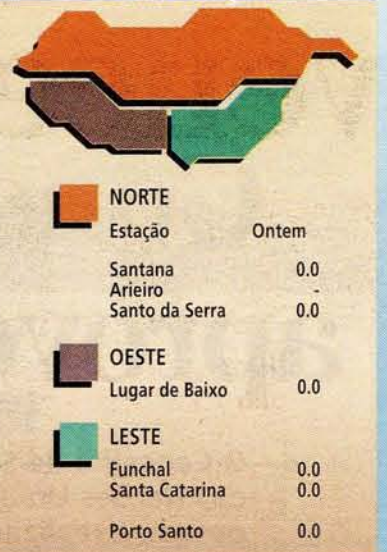 NORTE
Estação Ontem
Santana 0.0
Arieiro -
Santo da Serra 0.0
OESTE
Lugar de Baixo 0.0
LESTE
Funchal 0.0
Santa Catarina 0.0
Porto Santo 0.0